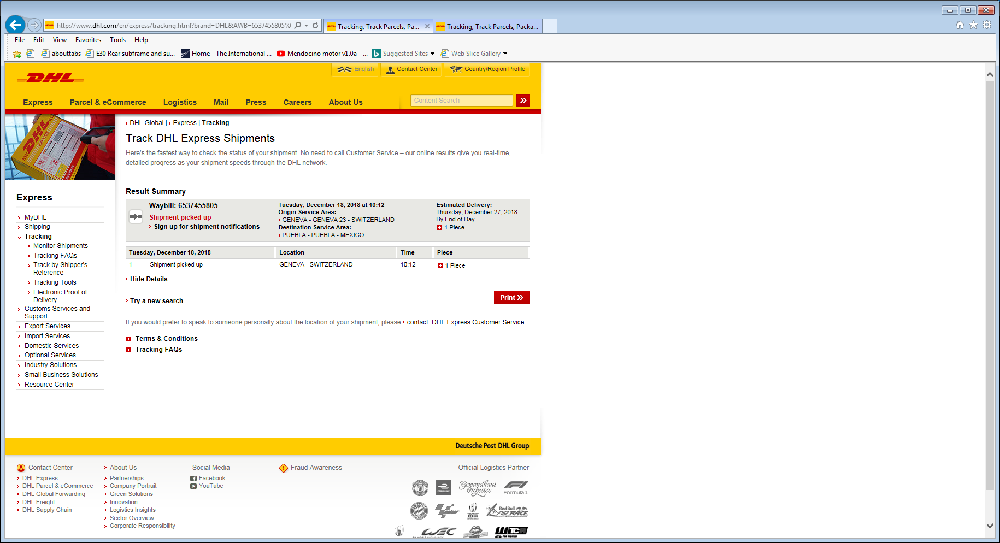 http://www.dhl.com/en/express/tracking.html?brand=DHL&AWB=6537455805%(
Tracking, Track Parcels, Pa...
Tracking, Track Parcels, Packa...
File Edit View Favorites Tools Help
abouttabs
E30 Rear subframe and su...
Home - The International ...
Mendocino motor v1.0a - ...
Suggested Sites
Web Slice Gallery
English
Contact Center
Country/Region Profile
DHL
Express Parcel & eCommerce Logistics Mail Press Careers About Us
Content Search
DHL Global | Express | Tracking
Track DHL Express Shipments
Here's the fastest way to check the status of your shipment. No need to call Customer Service – our online results give you real-time,
detailed progress as your shipment speeds through the DHL network.
DHL
EXPRESS
Express
MyDHL
Shipping
Tracking
Monitor Shipments
Tracking FAQs
Track by Shipper's
Reference
Tracking Tools
Electronic Proof of
Delivery
Customs Services and
Support
Export Services
Import Services
Domestic Services
Optional Services
Industry Solutions
Small Business Solutions
Resource Center
Result Summary
Waybill: 6537455805
Shipment picked up
Sign up for shipment notifications
Tuesday, December 18, 2018 at 10:12
Origin Service Area:
GENEVA - GENEVA 23 - SWITZERLAND
Destination Service Area:
PUEBLA - PUEBLA - MEXICO
Estimated Delivery:
Thursday, December 27, 2018
By End of Day
1 Piece
Tuesday, December 18, 2018 Location Time Piece
1 Shipment picked up GENEVA - SWITZERLAND 10:12 1 Piece
Hide Details
Print
Try a new search
If you would prefer to speak to someone personally about the location of your shipment, please contact DHL Express Customer Service.
Terms & Conditions
Tracking FAQs
Deutsche Post DHL Group
Contact Center
DHL Express
DHL Parcel & eCommerce
DHL Global Forwarding
DHL Freight
DHL Supply Chain
About Us
Partnerships
Company Portrait
Green Solutions
Innovation
Logistics Insights
Sector Overview
Corporate Responsibility
Social Media
Facebook
YouTube
Fraud Awareness
Official Logistics Partner
FORMULA E
Gewandhaus
Orchester
Formula 1
Red Bull
AIR RACE
WEC
WTCR
FIA WORLD